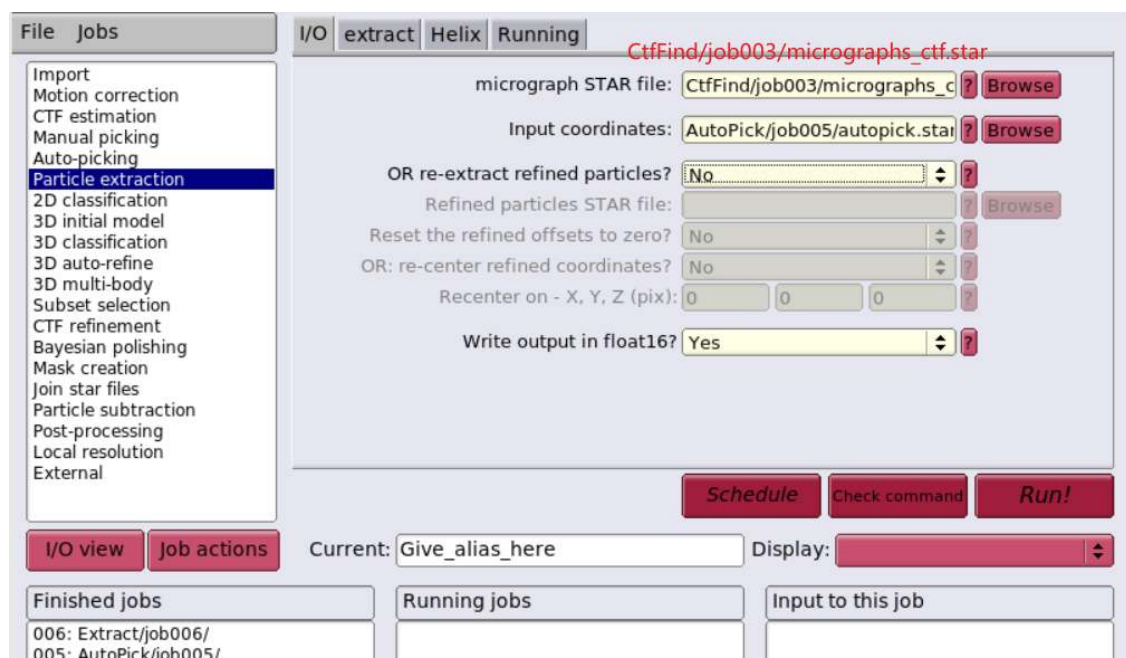 File Jobs
I/O extract Helix Running
CtfFind/job003/micrographs_ctf.star
Import
Motion correction
CTF estimation
Manual picking
Auto-picking
Particle extraction
2D classification
3D initial model
3D classification
3D auto-refine
3D multi-body
Subset selection
CTF refinement
Bayesian polishing
Mask creation
Join star files
Particle subtraction
Post-processing
Local resolution
External
micrograph STAR file: CtfFind/job003/micrographs_c ? Browse
Input coordinates: AutoPick/job005/autopick.star ? Browse
OR re-extract refined particles? No ?
Refined particles STAR file: ? Browse
Reset the refined offsets to zero? No ?
OR: re-center refined coordinates? No ?
Recenter on - X, Y, Z (pix): 0 0 0 ?
Write output in float16? Yes ?
Schedule Check command Run!
I/O view Job actions Current: Give_alias_here Display:
Finished jobs Running jobs Input to this job
006: Extract/job006/
005: AutoPick/job005/